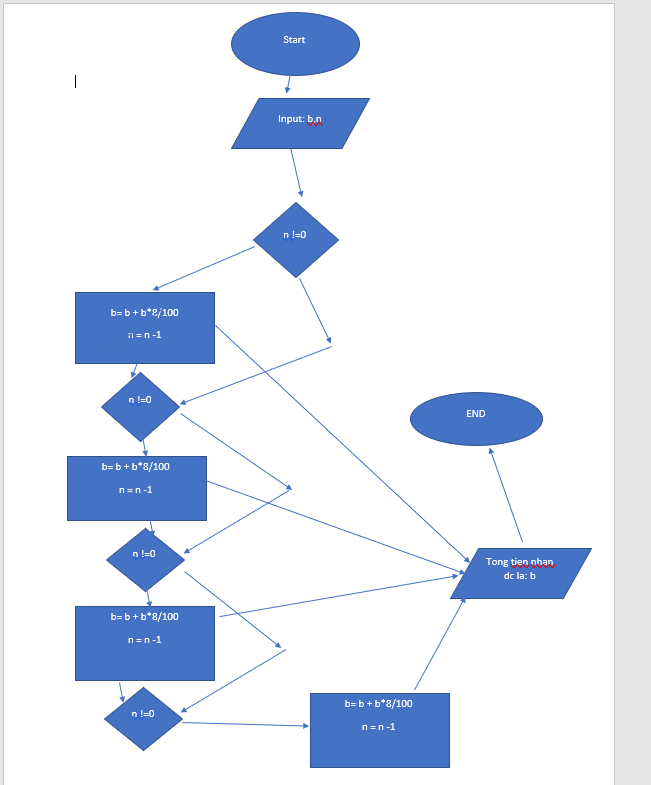 Start
Input: b,n
n !=0
b= b + b*8/100
n = n -1
n !=0
END
b= b + b*8/100
n = n -1
n !=0
Tong tien nhan
dc la: b
b= b + b*8/100
n = n -1
n !=0
b= b + b*8/100
n = n -1